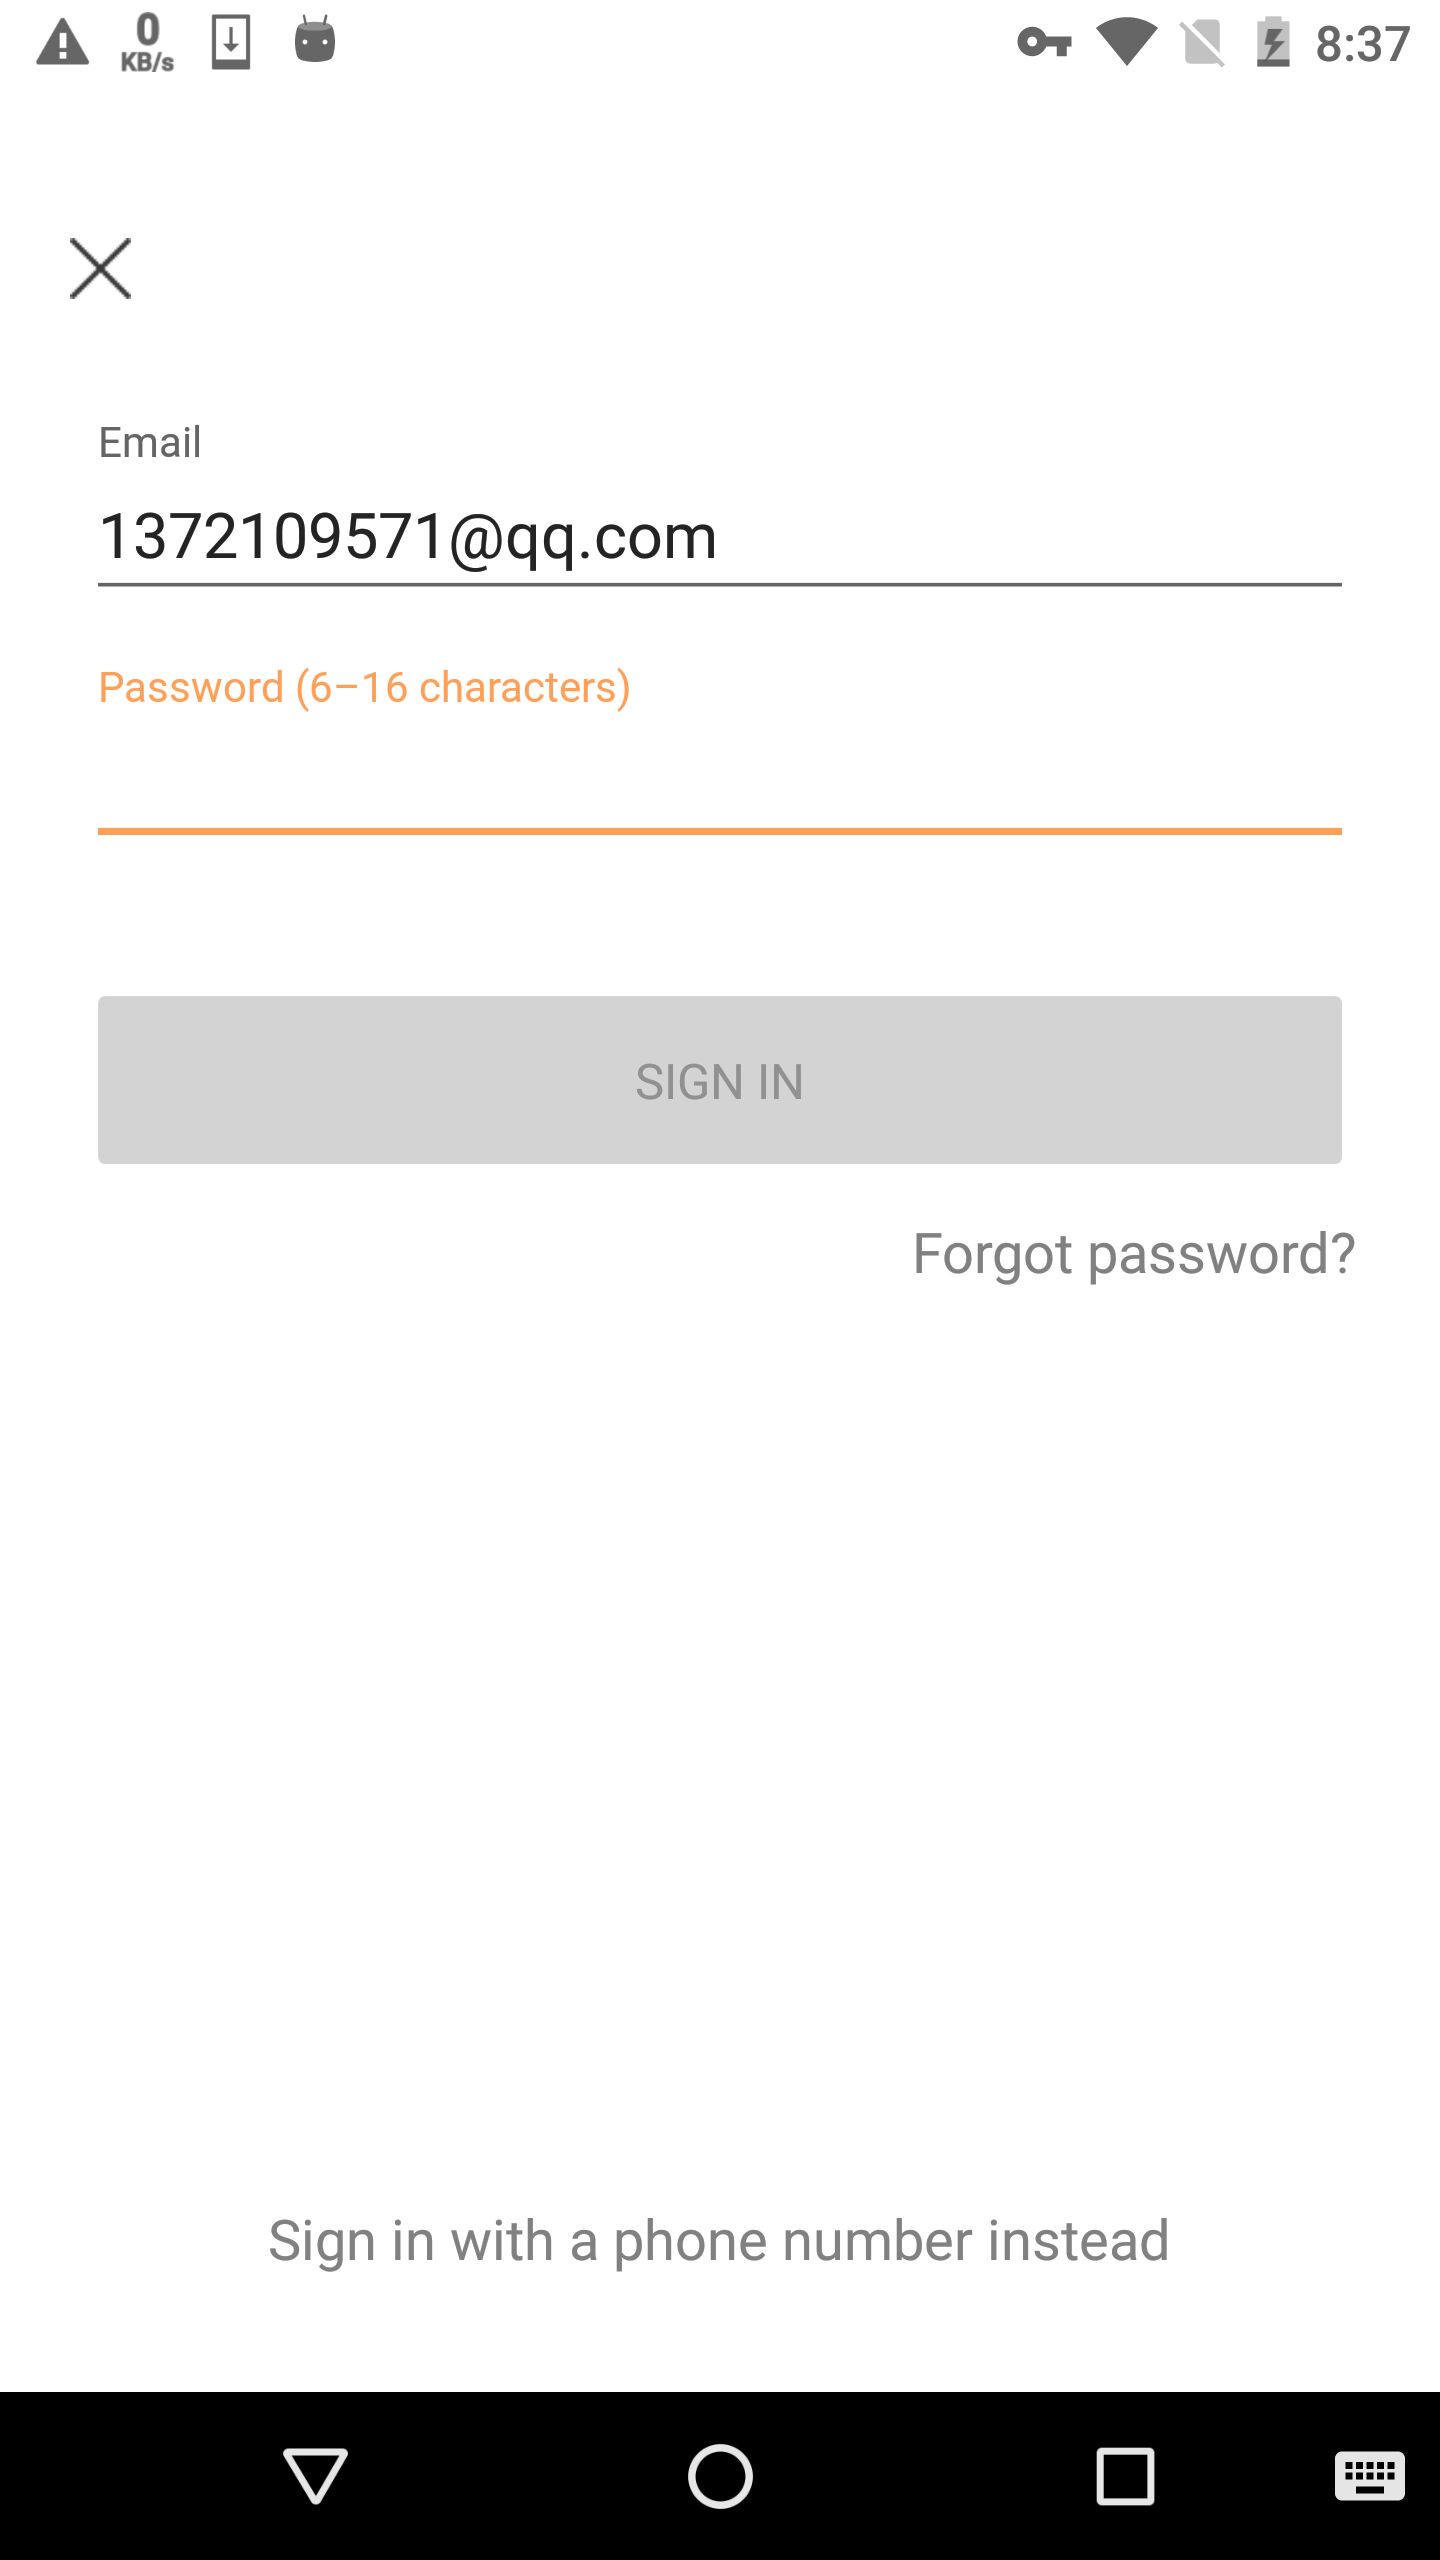 0
KB/s
8:37
Email
1372109571@qq.com
Password (6–16 characters)
SIGN IN
Forgot password?
Sign in with a phone number instead